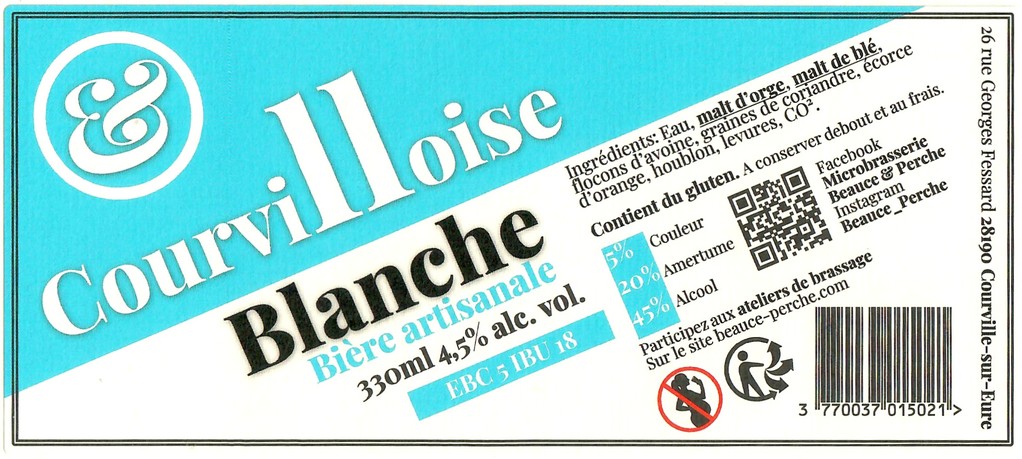 &
Courvilloise
Blanche
Bière artisanale
330ml 4,5% alc. vol.
EBC 5 IBU 18
Ingrédients: Eau, malt d'orge, malt de blé,
flocons d'avoine, graines de coriandre, écorce
d'orange, houblon, levures, CO².
Contient du gluten. A conserver debout et au frais.
5% Couleur
20% Amertume
45% Alcool
Facebook
Microbrasserie
Beauce & Perche
Instagram
Beauce_Perche
Participez aux ateliers de brassage
Sur le site beauce-perche.com
3 770037 015021 >
26 rue Georges Fessard 28190 Courville-sur-Eure